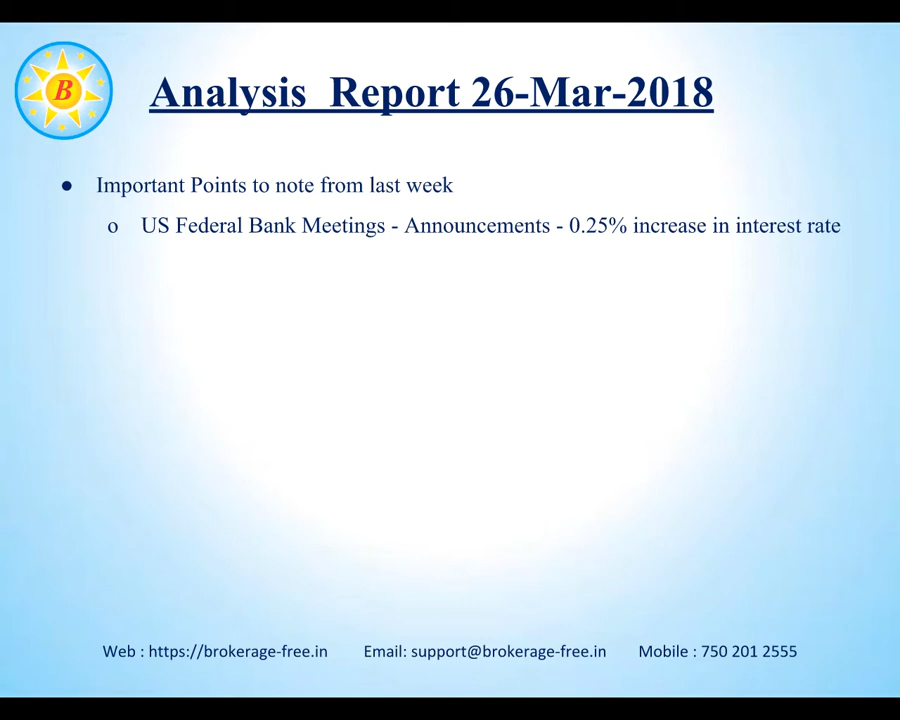 B
Analysis Report 26-Mar-2018
● Important Points to note from last week
o US Federal Bank Meetings - Announcements - 0.25% increase in interest rate
Web : https://brokerage-free.in Email: support@brokerage-free.in Mobile : 750 201 2555